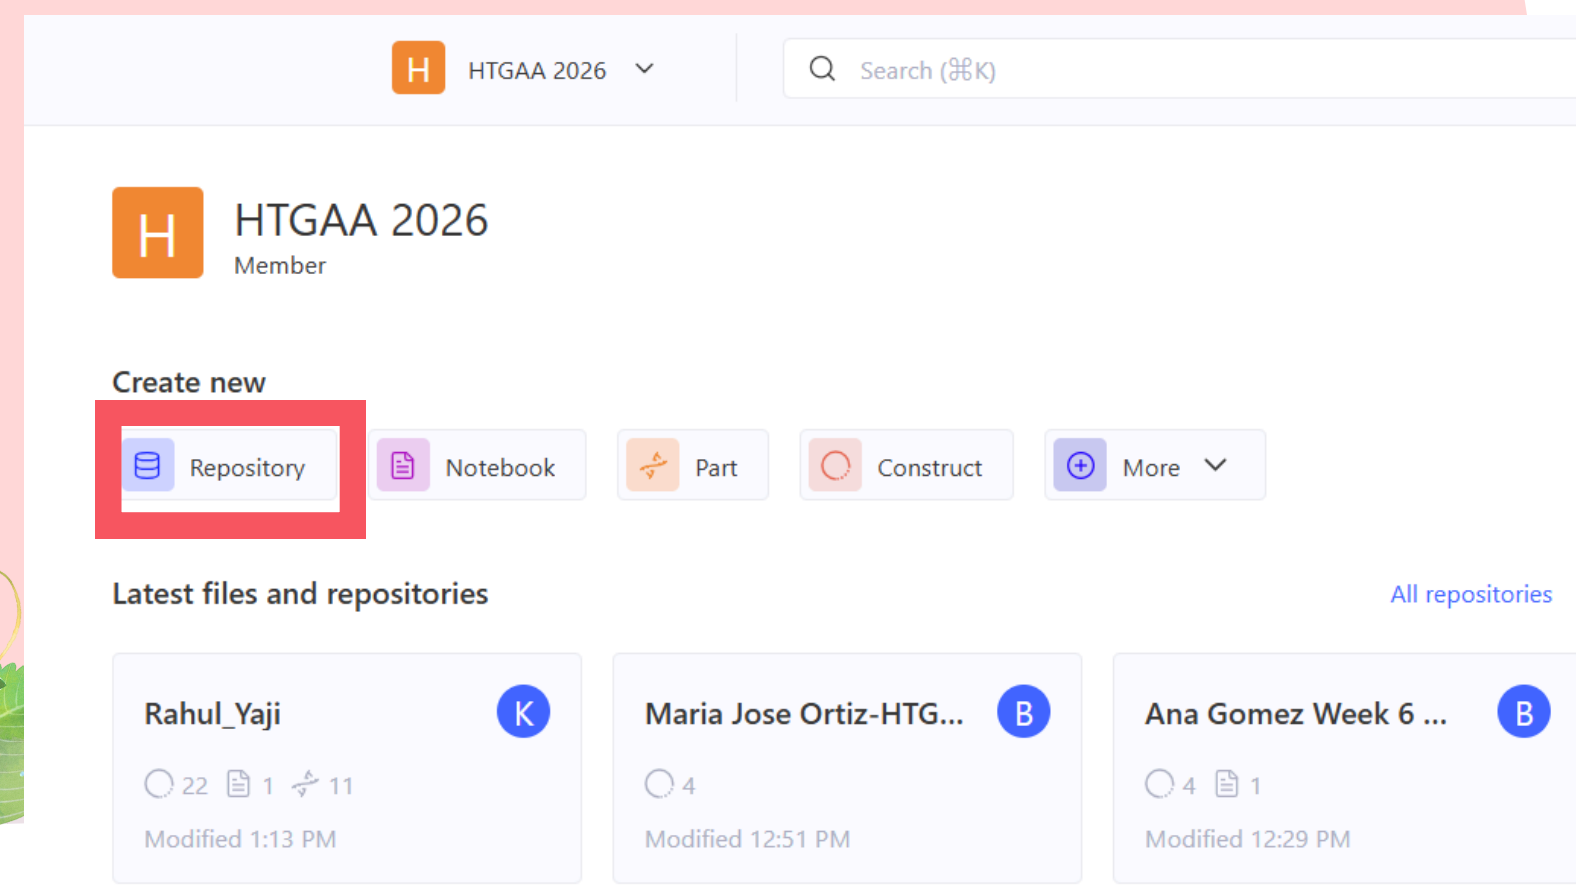 H HTGAA 2026 Search (⌘K)
H HTGAA 2026
Member
Create new
Repository Notebook Part Construct More
Latest files and repositories All repositories
Rahul_Yaji K Maria Jose Ortiz-HTG... B Ana Gomez Week 6 ... B
22 1 11 4 4 1
Modified 1:13 PM Modified 12:51 PM Modified 12:29 PM